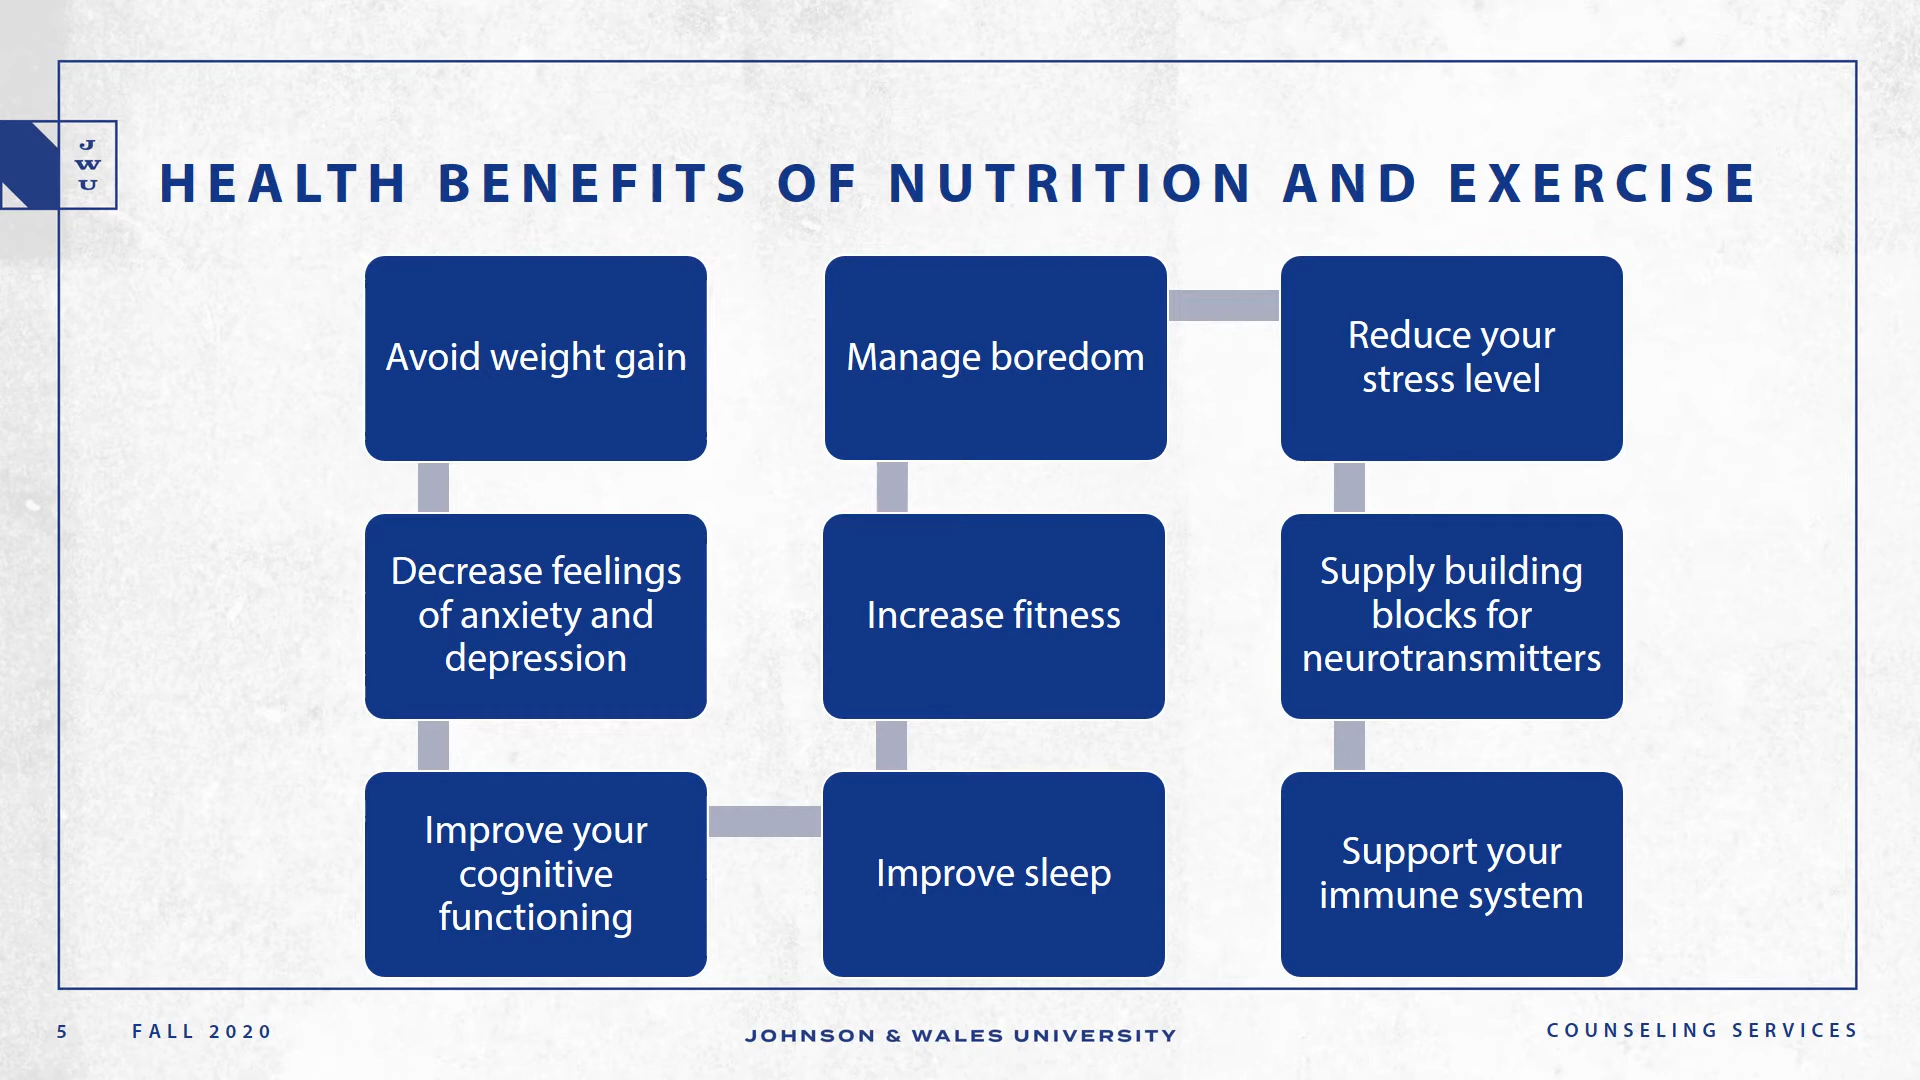 J
W
U
HEALTH BENEFITS OF NUTRITION AND EXERCISE
Avoid weight gain
Decrease feelings
of anxiety and
depression
Improve your
cognitive
functioning
Improve sleep
Increase fitness
Manage boredom
Reduce your
stress level
Supply building
blocks for
neurotransmitters
Support your
immune system
5
FALL 2020
JOHNSON & WALES UNIVERSITY
COUNSELING SERVICES